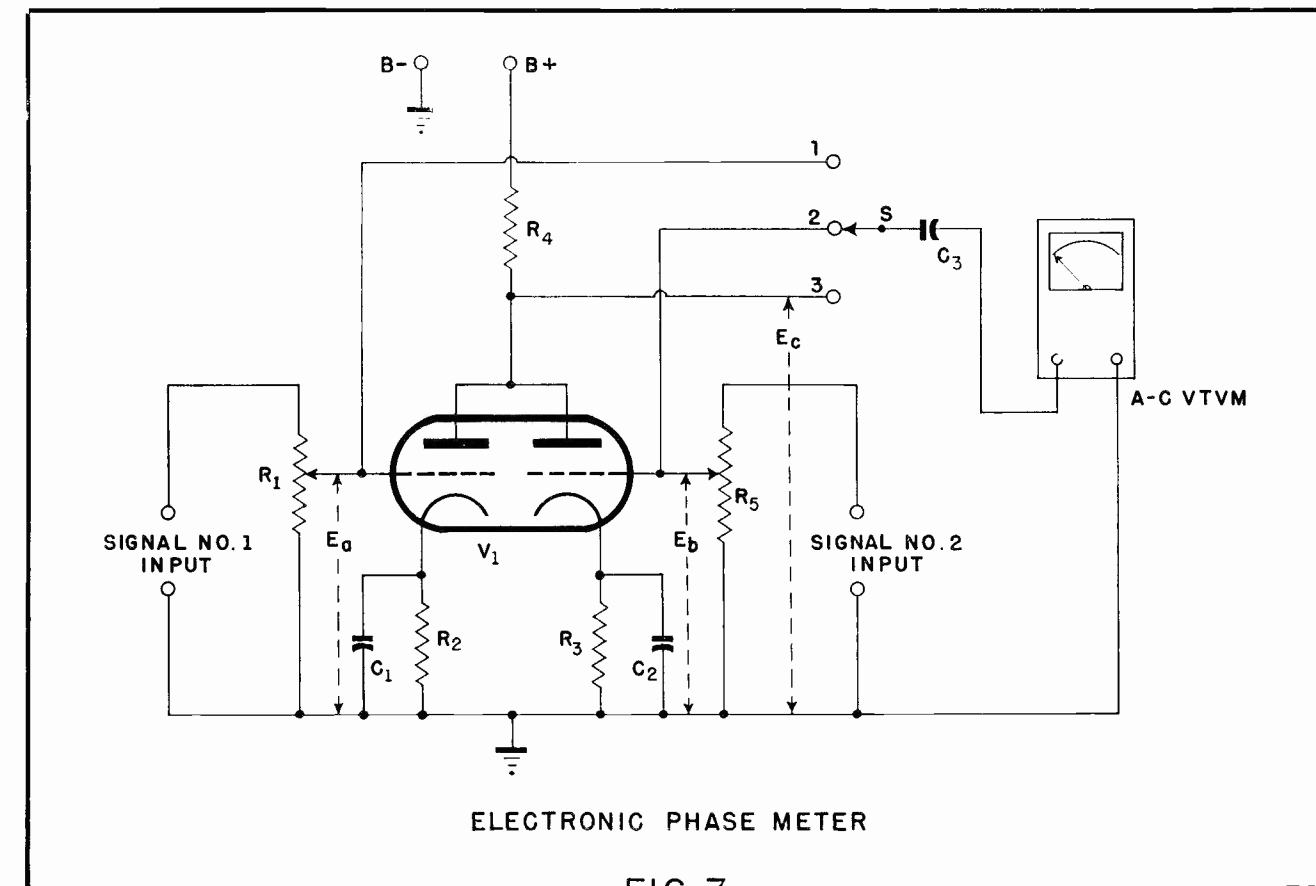 B-
B+
1
R4
2
S
C3
3
Ec
A-C VTVM
R1
Ea
V1
Eb
R5
SIGNAL NO. 1
INPUT
SIGNAL NO. 2
INPUT
C1
R2
R3
C2
ELECTRONIC PHASE METER